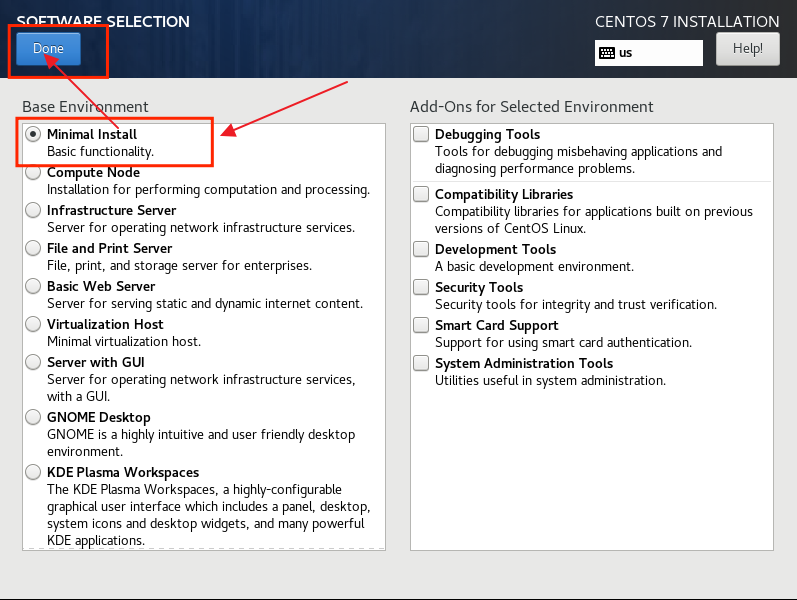 SOFTWARE SELECTION
CENTOS 7 INSTALLATION
Done
us
Help!
Base Environment
Minimal Install
Basic functionality.
Compute Node
Installation for performing computation and processing.
Infrastructure Server
Server for operating network infrastructure services.
File and Print Server
File, print, and storage server for enterprises.
Basic Web Server
Server for serving static and dynamic internet content.
Virtualization Host
Minimal virtualization host.
Server with GUI
Server for operating network infrastructure services,
with a GUI.
GNOME Desktop
GNOME is a highly intuitive and user friendly desktop
environment.
KDE Plasma Workspaces
The KDE Plasma Workspaces, a highly-configurable
graphical user interface which includes a panel, desktop,
system icons and desktop widgets, and many powerful
KDE applications.
Add-Ons for Selected Environment
Debugging Tools
Tools for debugging misbehaving applications and
diagnosing performance problems.
Compatibility Libraries
Compatibility libraries for applications built on previous
versions of CentOS Linux.
Development Tools
A basic development environment.
Security Tools
Security tools for integrity and trust verification.
Smart Card Support
Support for using smart card authentication.
System Administration Tools
Utilities useful in system administration.